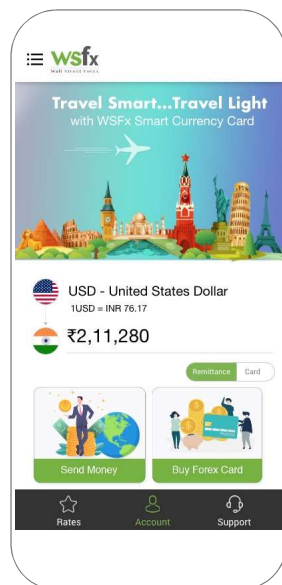 WSfx
Wall Street Forex
Travel Smart...Travel Light
with WSFx Smart Currency Card
USD - United States Dollar
1USD = INR 76.17
₹2,11,280
Remittance Card
Send Money Buy Forex Card
Rates Account Support